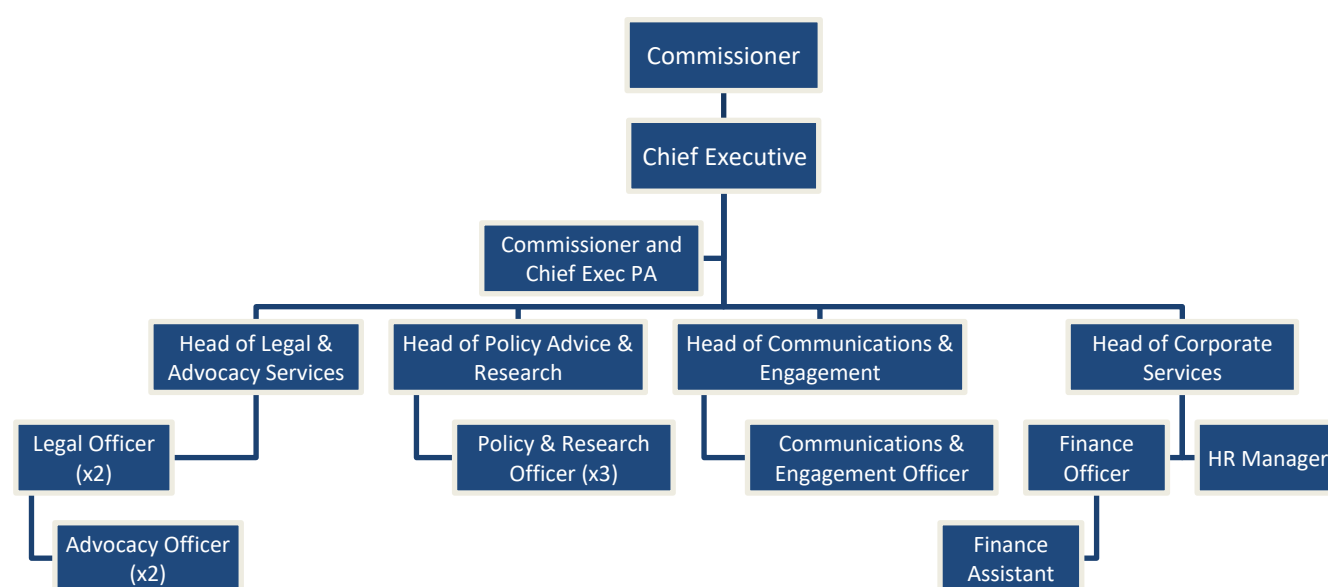 Commissioner
Chief Executive
Commissioner and
Chief Exec PA
Head of Legal &
Advocacy Services
Head of Policy Advice &
Research
Head of Communications &
Engagement
Head of Corporate
Services
Legal Officer
(x2)
Policy & Research
Officer (x3)
Communications &
Engagement Officer
Finance
Officer
HR Manager
Advocacy Officer
(x2)
Finance
Assistant